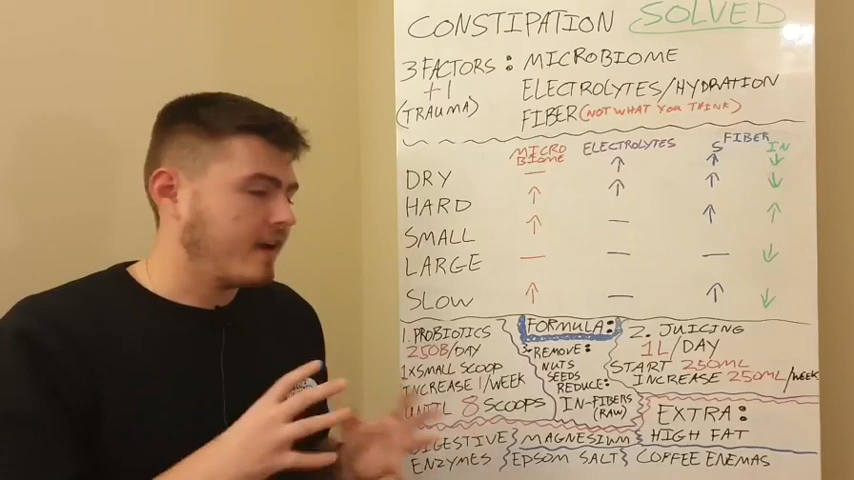 CONSTIPATION SOLVED
3 FACTORS: MICROBIOME
+1 ELECTROLYTES/HYDRATION
(TRAUMA) FIBER (NOT WHAT YOU THINK)
MICRO ELECTROLYTES FIBER
BIOME S IN
DRY — ↑ ↑ ↓
HARD ↑ ↑ ↑ ↓
SMALL ↑ — ↑ ↑
LARGE — — — ↓
SLOW ↑ — ↑ ↓
FORMULA:
1. PROBIOTICS
250B/DAY
1x SMALL SCOOP
INCREASE 1/WEEK
UNTIL 8 SCOOPS
3. REMOVE:
NUTS
SEEDS
REDUCE:
IN-FIBERS
(RAW)
2. JUICING
1L/DAY
START 250ML
INCREASE 250ML/WEEK
EXTRA:
DIGESTIVE
ENZYMES
MAGNESIUM
EPSOM SALT
HIGH FAT
COFFEE ENEMAS